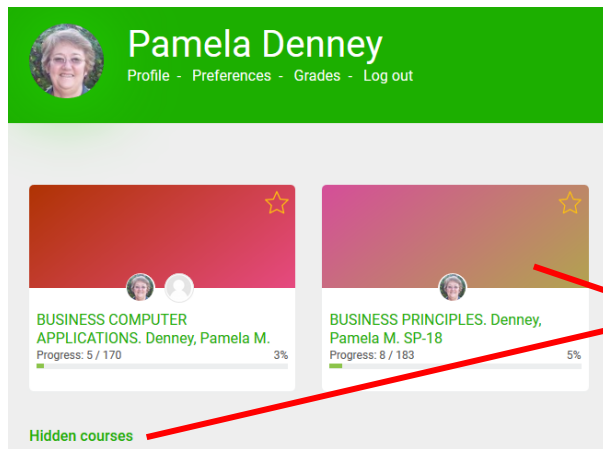 Pamela Denney
Profile - Preferences - Grades - Log out
BUSINESS COMPUTER
APPLICATIONS. Denney, Pamela M.
Progress: 5 / 170 3%
BUSINESS PRINCIPLES. Denney,
Pamela M. SP-18
Progress: 8 / 183 5%
Hidden courses